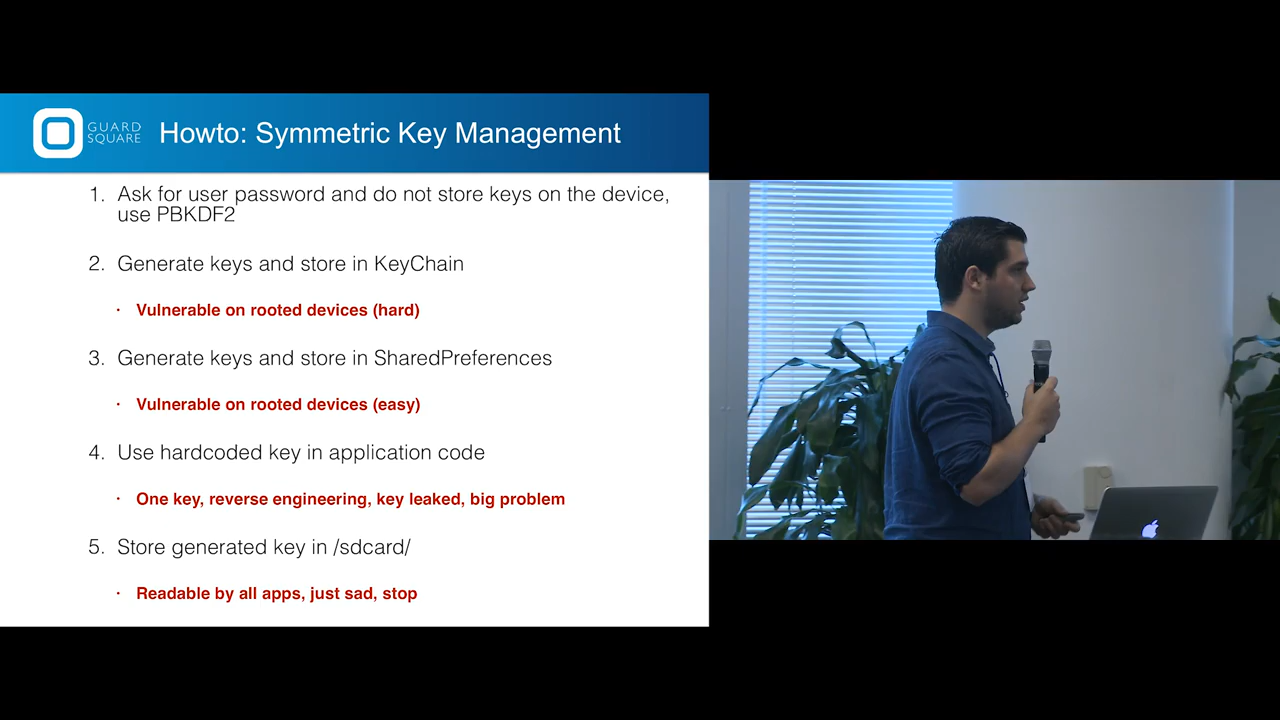 GUARD
SQUARE
Howto: Symmetric Key Management
1. Ask for user password and do not store keys on the device,
use PBKDF2
2. Generate keys and store in KeyChain
· Vulnerable on rooted devices (hard)
3. Generate keys and store in SharedPreferences
· Vulnerable on rooted devices (easy)
4. Use hardcoded key in application code
· One key, reverse engineering, key leaked, big problem
5. Store generated key in /sdcard/
· Readable by all apps, just sad, stop